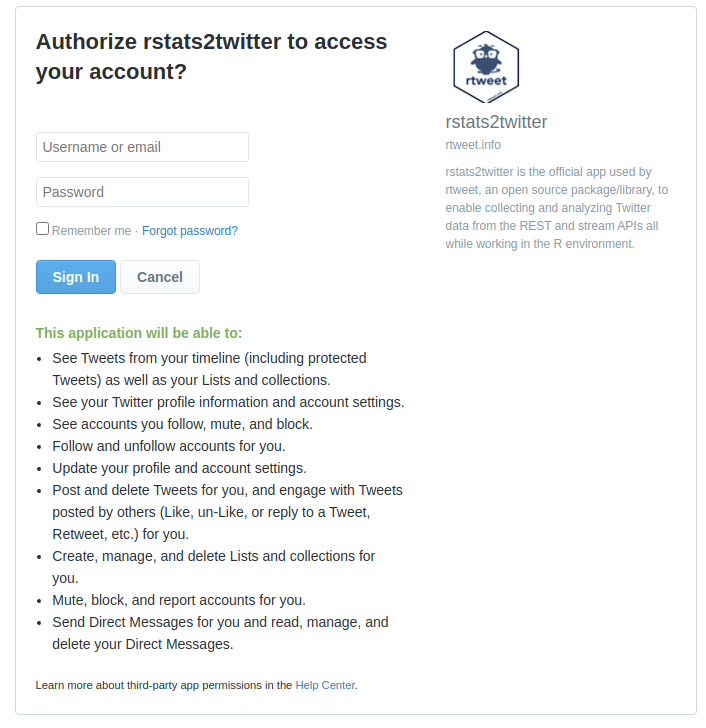 Authorize rstats2twitter to access
your account?
Username or email
Password
Remember me · Forgot password?
Sign In
Cancel
This application will be able to:
• See Tweets from your timeline (including protected
Tweets) as well as your Lists and collections.
• See your Twitter profile information and account settings.
• See accounts you follow, mute, and block.
• Follow and unfollow accounts for you.
• Update your profile and account settings.
• Post and delete Tweets for you, and engage with Tweets
posted by others (Like, un-Like, or reply to a Tweet,
Retweet, etc.) for you.
• Create, manage, and delete Lists and collections for
you.
• Mute, block, and report accounts for you.
• Send Direct Messages for you and read, manage, and
delete your Direct Messages.
Learn more about third-party app permissions in the Help Center.
rtweet
rstats2twitter
rtweet.info
rstats2twitter is the official app used by
rtweet, an open source package/library, to
enable collecting and analyzing Twitter
data from the REST and stream APIs all
while working in the R environment.